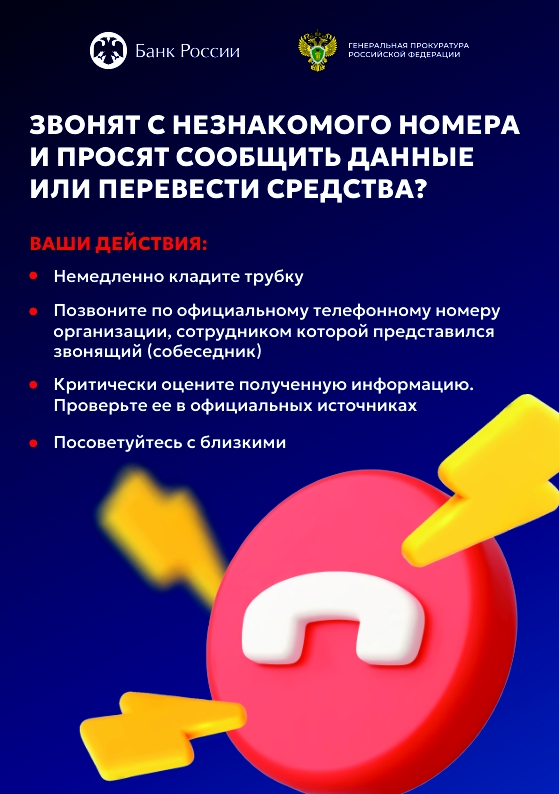 Банк России
ГЕНЕРАЛЬНАЯ ПРОКУРАТУРА
РОССИЙСКОЙ ФЕДЕРАЦИИ
ЗВОНЯТ С НЕЗНАКОМОГО НОМЕРА
И ПРОСЯТ СООБЩИТЬ ДАННЫЕ
ИЛИ ПЕРЕВЕСТИ СРЕДСТВА?
ВАШИ ДЕЙСТВИЯ:
Немедленно кладите трубку
Позвоните по официальному телефонному номеру
организации, сотрудником которой представился
звонящий (собеседник)
Критически оцените полученную информацию.
Проверьте ее в официальных источниках
Посоветуйтесь с близкими